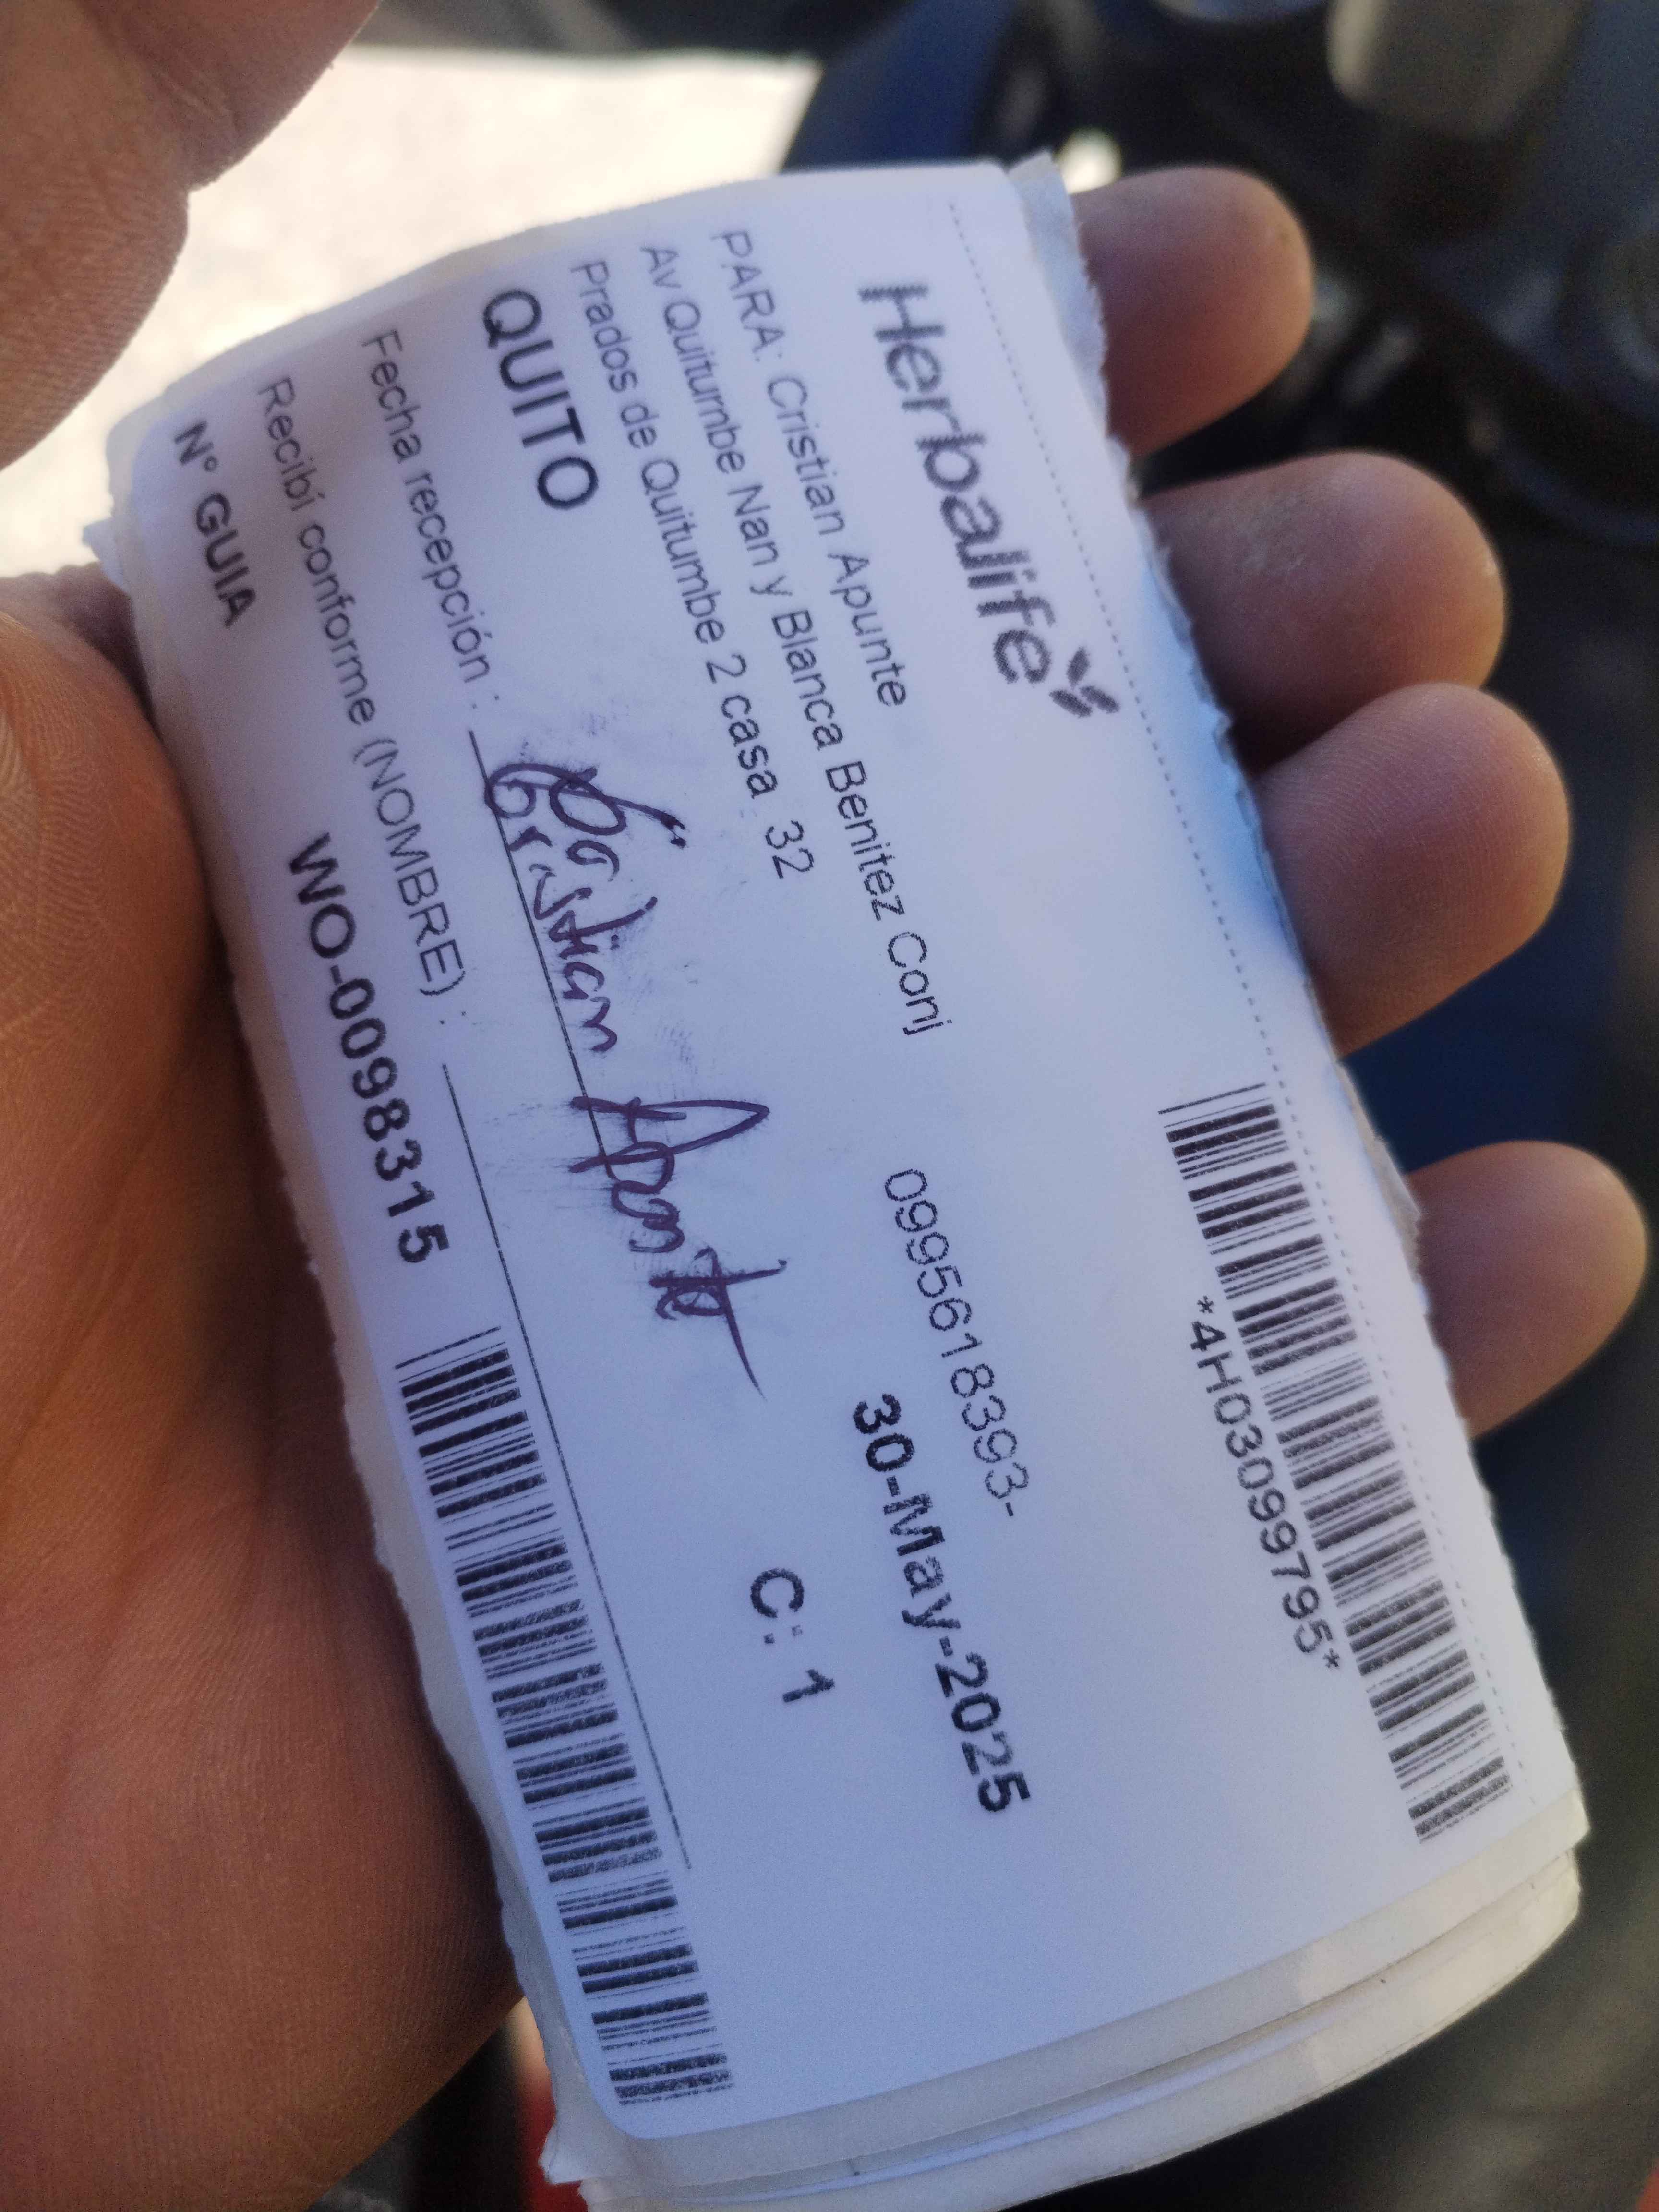 Herbalife
*4H03099795*
PARA: Cristian Apunte
Av Quitumbe Nan y Blanca Benitez Conj
0995618393-
Prados de Quitumbe 2 casa 32
30-May-2025
QUITO
C: 1
Fecha recepción :
Cristian Apunte
Recibí conforme (NOMBRE) :
N° GUIA
WO-0098315